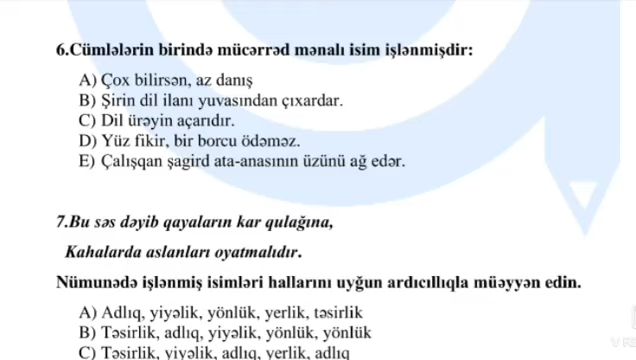 6.Cümlələrin birində mücərrəd mənalı isim işlənmişdir:
A) Çox bilirsən, az danış
B) Şirin dil ilanı yuvasından çıxardar.
C) Dil ürəyin açarıdır.
D) Yüz fikir, bir borcu ödəməz.
E) Çalışqan şagird ata-anasının üzünü ağ edər.
7.Bu səs dəyib qayaların kar qulağına,
Kahalarda aslanları oyatmalıdır.
Nümunədə işlənmiş isimləri hallarını uyğun ardıcıllıqla müəyyən edin.
A) Adlıq, yiyəlik, yönlük, yerlik, təsirlik
B) Təsirlik, adlıq, yiyəlik, yönlük, yönlük
C) Təsirlik, yiyəlik, adlıq, yerlik, adlıq